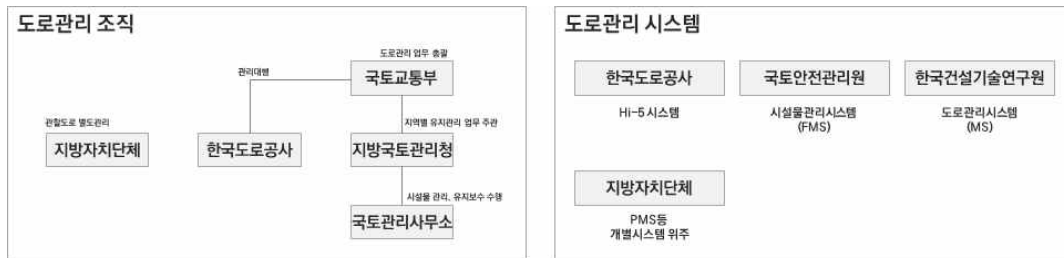 도로관리 조직
도로관리 업무 총괄
국토교통부
관리대행
관할도로 별도관리
지역별 유지관리 업무 주관
지방자치단체
한국도로공사
지방국토관리청
시설물 관리, 유지보수 수행
국토관리사무소
도로관리 시스템
한국도로공사
국토안전관리원
한국건설기술연구원
Hi-5 시스템
시설물관리시스템
(FMS)
도로관리시스템
(MS)
지방자치단체
PMS등
개별시스템 위주